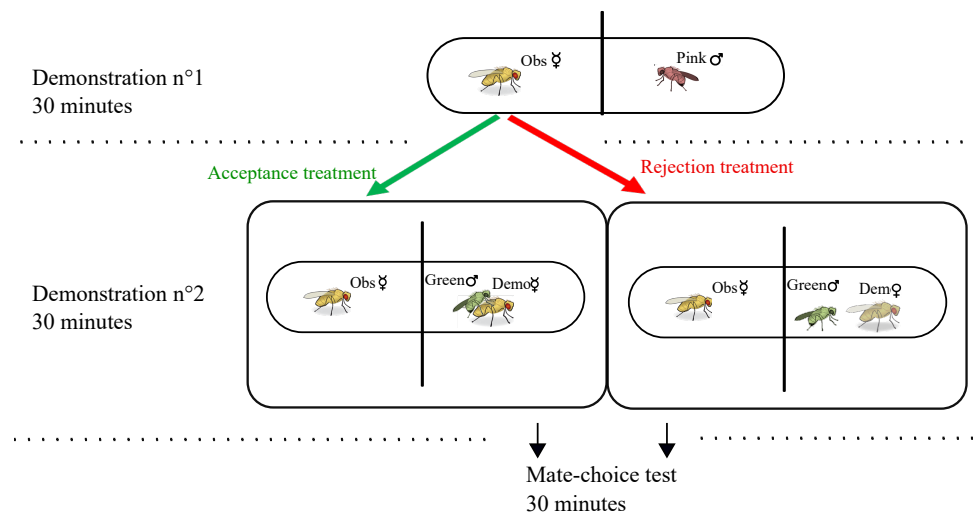 Demonstration n°1
30 minutes
Obs ☿
Pink ♂
Acceptance treatment
Rejection treatment
Demonstration n°2
30 minutes
Obs ☿
Green♂
Demo☿
Obs☿
Green♂
Dem♀
Mate-choice test
30 minutes